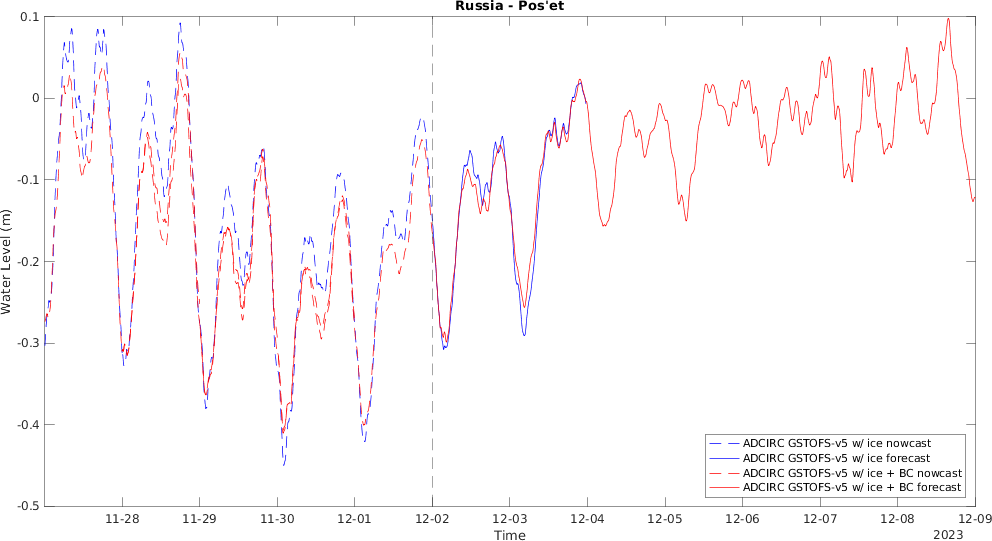 Russia - Pos'et
0.1
0
-0.1
-0.2
-0.3
-0.4
-0.5
Water Level (m)
11-28 11-29 11-30 12-01 12-02 12-03 12-04 12-05 12-06 12-07 12-08 12-09
Time
2023
ADCIRC GSTOFS-v5 w/ ice nowcast
ADCIRC GSTOFS-v5 w/ ice forecast
ADCIRC GSTOFS-v5 w/ ice + BC nowcast
ADCIRC GSTOFS-v5 w/ ice + BC forecast